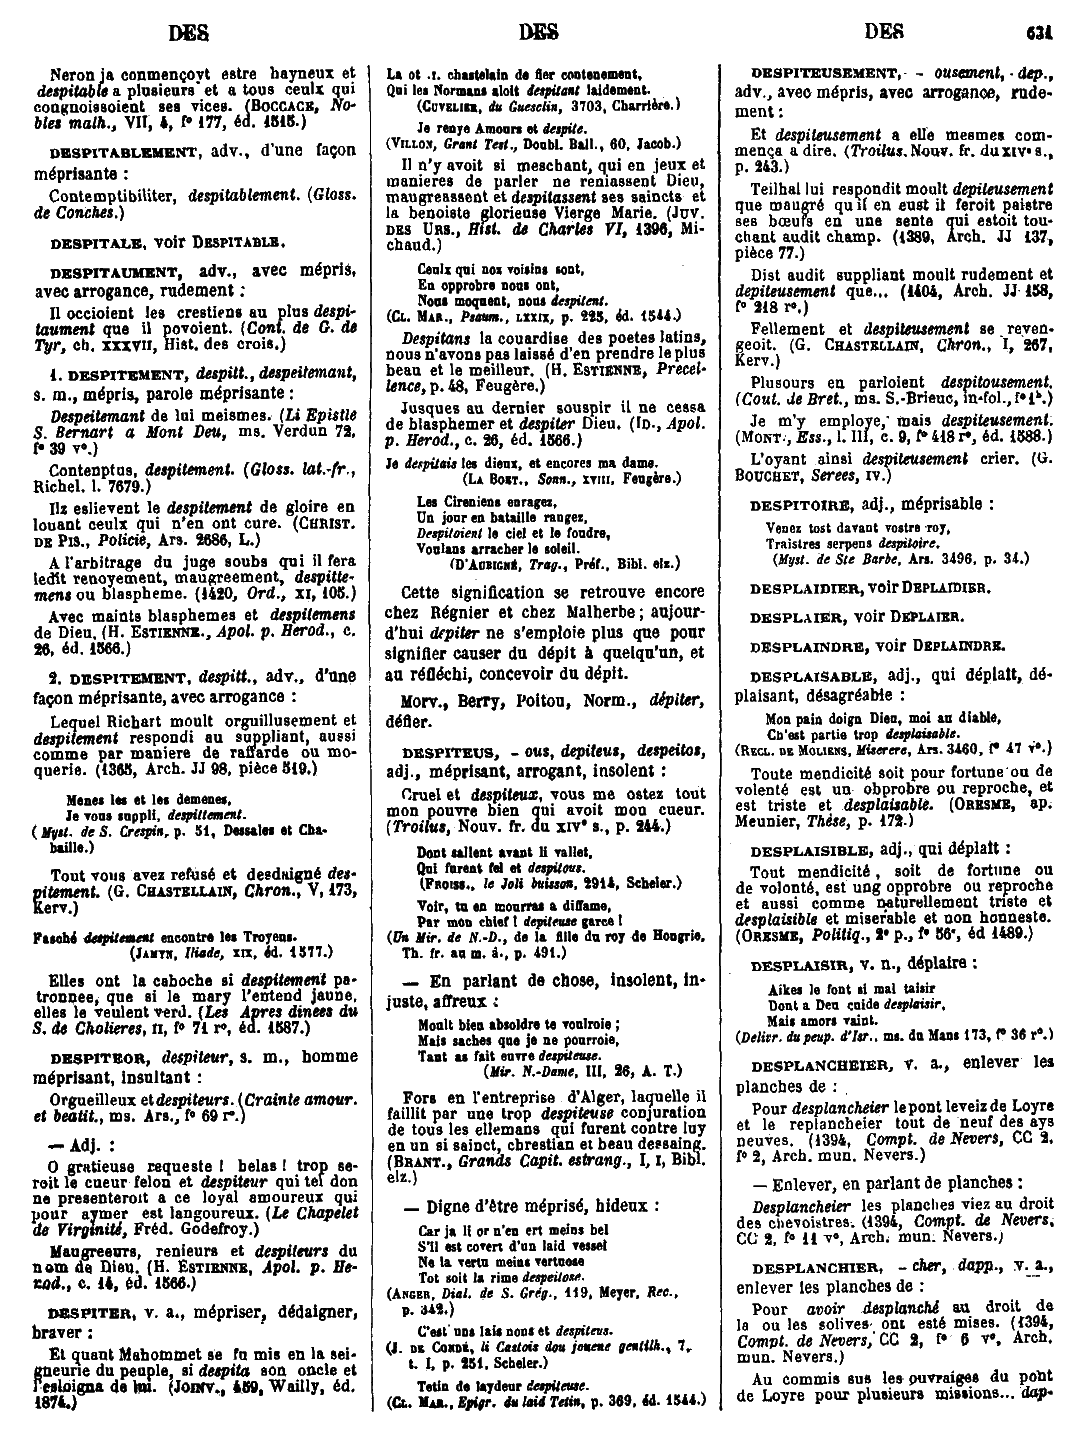 DES
DES
DES
631
Neron ja conmençoyt estre hayneux et
despitable a plusieurs et a tous ceulx qui
congnoissoient ses vices. (BOCCACE, No-
bles malh., VII, 4, f° 177, éd. 1515.)
DESPITABLEMENT, adv., d'une façon
méprisante :
Contemptibiliter, despitablement. (Gloss.
de Conches.)
DESPITALE, voir DESPITABLE.
DESPITAUMENT, adv., avec mépris,
avec arrogance, rudement :
Il occioient les crestiens au plus despi-
taument que il povoient. (Cont. de G. de
Tyr, ch. XXXVII, Hist. des crois.)
1. DESPITEMENT, despitt., despeitemant,
s. m., mépris, parole méprisante :
Despeitemant de lui meismes. (Li Epistle
S. Bernart a Mont Deu, ms. Verdun 72,
f° 39 v°.)
Contenptus, despitement. (Gloss. lat.-fr.,
Richel. l. 7679.)
Ilz eslievent le despitement de gloire en
louant ceulx qui n'en ont cure. (CHRIST.
DE PIS., Policie, Ars. 2686, L.)
A l'arbitrage du juge soubs qui il fera
ledit renoyement, maugreement, despitte-
mens ou blaspheme. (1420, Ord., XI, 105.)
Avec maints blasphemes et despitemens
de Dieu. (H. ESTIENNE., Apol. p. Herod., c.
26, éd. 1566.)
2. DESPITEMENT, despitt., adv., d'une
façon méprisante, avec arrogance :
Lequel Richart moult orguillusement et
despitement respondi au suppliant, aussi
comme par maniere de raffarde ou mo-
querie. (1365, Arch. JJ 98, pièce 519.)
Menes les et les demenes,
Je vous suppli, despittement.
(Myst. de S. Crespin, p. 51, Dessales et Cha-
baille.)
Tout vous avez refusé et desdaigné des-
pitement. (G. CHASTELLAIN, Chron., V, 173,
Kerv.)
Fasché despitement encontre les Troyens.
(JAMYN, Iliade, XIX, éd. 1577.)
Elles ont la caboche si despitement pa-
tronnee, que si le mary l'entend jaune,
elles le veulent verd. (Les Apres dinees du
S. de Cholieres, II, f° 71 r°, éd. 1587.)
DESPITEOR, despiteur, s. m., homme
méprisant, insultant :
Orgueilleux et despiteurs. (Crainte amour.
et beatit., ms. Ars., f° 69 r°.)
— Adj. :
O gratieuse requeste ! helas ! trop se-
roit le cueur felon et despiteur qui tel don
ne presenteroit a ce loyal amoureux qui
pour aymer est langoureux. (Le Chapelet
de Virginité, Fréd. Godefroy.)
Maugreeurs, renieurs et despiteurs du
nom de Dieu. (H. ESTIENNE, Apol. p. He-
rod., c. 14, éd. 1566.)
DESPITER, v. a., mépriser, dédaigner,
braver :
Et quant Mahommet se fu mis en la sei-
gneurie du peuple, si despita son oncle et
l'esloigna de lui. (JOINV., 459, Wailly, éd.
1874.)
La ot .I. chastelain de fier contenement,
Qui les Normans aloit despitant laidement.
(CUVELIER, du Guesclin, 3703, Charrière.)
Je renye Amours et despite.
(VILLON, Grant Test., Doubl. Ball., 60, Jacob.)
Il n'y avoit si meschant, qui en jeux et
manieres de parler ne reniassent Dieu,
maugreassent et despitassent ses saincts et
la benoiste glorieuse Vierge Marie. (JUV.
DES URS., Hist. de Charles VI, 1396, Mi-
chaud.)
Ceulx qui nox voisins sont,
En opprobre nous ont,
Nous moquent, nous despitent.
(CL. MAR., Psaum., LXXIX, p. 225, éd. 1544.)
Despitans la couardise des poetes latins,
nous n'avons pas laissé d'en prendre le plus
beau et le meilleur. (H. ESTIENNE, Precel-
lence, p. 48, Feugère.)
Jusques au dernier souspir il ne cessa
de blasphemer et despiter Dieu. (ID., Apol.
p. Herod., c. 26, éd. 1566.)
Je despitais les dieux, et encores ma dame.
(LA BOET., Sonn., XVIII, Feugère.)
Les Cireniens enragez,
Un jour en bataille rangez,
Despitoient le ciel et le foudre,
Voulans arracher le soleil.
(D'AUBIGNÉ, Trag., Préf., Bibl. elz.)
Cette signification se retrouve encore
chez Régnier et chez Malherbe ; aujour-
d'hui dépiter ne s'emploie plus que pour
signifier causer du dépit à quelqu'un, et
au réfléchi, concevoir du dépit.
Morv., Berry, Poitou, Norm., dépiter,
défier.
DESPITEUS, - ous, depiteus, despeitos,
adj., méprisant, arrogant, insolent :
Cruel et despiteux, vous me ostez tout
mon pouvre bien qui avoit mon cueur.
(Troilus, Nouv. fr. du XIV° s., p. 244.)
Dont sallent avant li vallet,
Qui furent fel et despitous.
(FROISS., le Joli buisson, 2914, Scheler.)
Voir, tu en mourras a diffame,
Par mon chief ! depiteuse garce !
(Un Mir. de N.-D., de la fille du roy de Hongrie,
Th. fr. au m. â., p. 491.)
— En parlant de chose, insolent, in-
juste, affreux :
Moult bien absoldre te voulroie ;
Mais saches que je ne pourroie,
Tant as fait euvre despiteuse.
(Mir. N.-Dame, III, 26, A. T.)
Fors en l'entreprise d'Alger, laquelle il
faillit par une trop despiteuse conjuration
de tous les ellemans qui furent contre luy
en un si sainct, chrestian et beau dessaing.
(BRANT., Grands Capit. estrang., I, I, Bibl.
elz.)
— Digne d'être méprisé, hideux :
Car ja li or n'en ert meins bel
S'il est covert d'un laid vessel
Ne la vertu meins vertuose
Tot soit la rime despeitose.
(ANGER, Dial. de S. Grég., 119, Meyer, Rec.,
p. 342.)
C'est uns lais nons et despiteus.
(J. DE CONDÉ, li Castois dou jouene gentilh., 7,
t. I, p. 251, Scheler.)
Tetin de laydeur despiteuse.
(CL. MAR., Epigr. du laid Tetin, p. 369, éd. 1544.)
DESPITEUSEMENT, - ousement, - dep.,
adv., avec mépris, avec arrogance, rude-
ment :
Et despiteusement a elle mesmes com-
mença a dire. (Troilus, Nouv. fr. du XIV° s.,
p. 243.)
Teilhal lui respondit moult depiteusement
que maugré qu'il en eust il feroit paistre
ses bœufs en une sente qui estoit tou-
chant audit champ. (1389, Arch. JJ 137,
pièce 77.)
Dist audit suppliant moult rudement et
depiteusement que... (1404, Arch. JJ 158,
f° 218 r°.)
Fellement et despiteusement se reven-
geoit. (G. CHASTELLAIN, Chron., I, 267,
Kerv.)
Plusours en parloient despitousement.
(Cout. de Bret., ms. S.-Brieuc, in-fol., f° 1b.)
Je m'y employe, mais despiteusement.
(MONT., Ess., l. III, c. 9, f° 418 r°, éd. 1588.)
L'oyant ainsi despiteusement crier. (G.
BOUCHET, Serees, IV.)
DESPITOIRE, adj., méprisable :
Venez tost davant vostre roy,
Traistres serpens despitoire.
(Myst. de Ste Barbe, Ars. 3496, p. 34.)
DESPLAIDIER, voir DEPLAIDIER.
DESPLAIER, voir DEPLAIER.
DESPLAINDRE, voir DEPLAINDRE.
DESPLAISABLE, adj., qui déplaît, dé-
plaisant, désagréable :
Mon pain doign Dieu, moi au diable,
Ch'est partie trop desplaisable.
(RECL. DE MOLIENS, Miserere, Ars. 3460, f° 47 v°.)
Toute mendicité soit pour fortune ou de
volenté est un obprobre ou reproche, et
est triste et desplaisable. (ORESME, ap.
Meunier, Thèse, p. 172.)
DESPLAISIBLE, adj., qui déplaît :
Tout mendicité, soit de fortune ou
de volonté, est ung opprobre ou reproche
et aussi comme naturellement triste et
desplaisible et miserable et non honneste.
(ORESME, Politiq., 2° p., f° 56°, éd 1489.)
DESPLAISIR, v. n., déplaire :
Aikes le font si mal taisir
Dont a Deu cuide desplaisir,
Mais amors vaint.
(Delivr. du peup. d'Isr., ms. du Mans 173, f° 36 r°.)
DESPLANCHEIER, v. a., enlever les
planches de :
Pour desplancheier le pont leveiz de Loyre
et le replancheier tout de neuf des ays
neuves. (1394, Compt. de Nevers, CC 2,
f° 2, Arch. mun. Nevers.)
— Enlever, en parlant de planches :
Desplancheier les planches viez au droit
des chevoistres. (1394, Compt. de Nevers,
CC 2, f° 11 v°, Arch. mun. Nevers.)
DESPLANCHIER, - cher, dapp., v. a.,
enlever les planches de :
Pour avoir desplanché au droit de
la ou les solives ont esté mises. (1394,
Compt. de Nevers, CC 2, f° 6 v°, Arch.
mun. Nevers.)
Au commis sus les ouvraiges du pont
de Loyre pour plusieurs missions... dap-